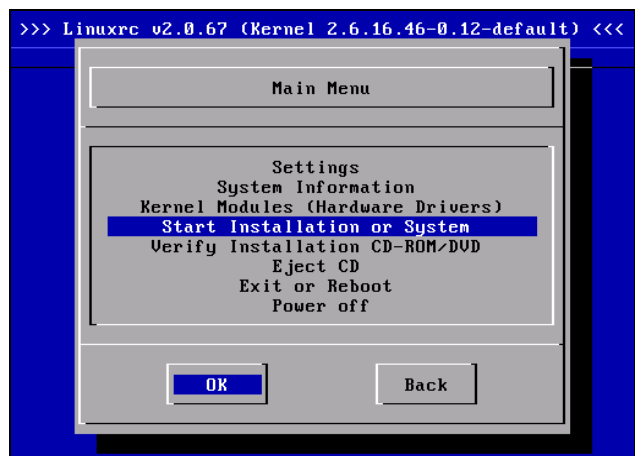 >>> Linuxrc v2.0.67 (Kernel 2.6.16.46-0.12-default) <<<
Main Menu
Settings
System Information
Kernel Modules (Hardware Drivers)
Start Installation or System
Verify Installation CD-ROM/DVD
Eject CD
Exit or Reboot
Power off
OK Back